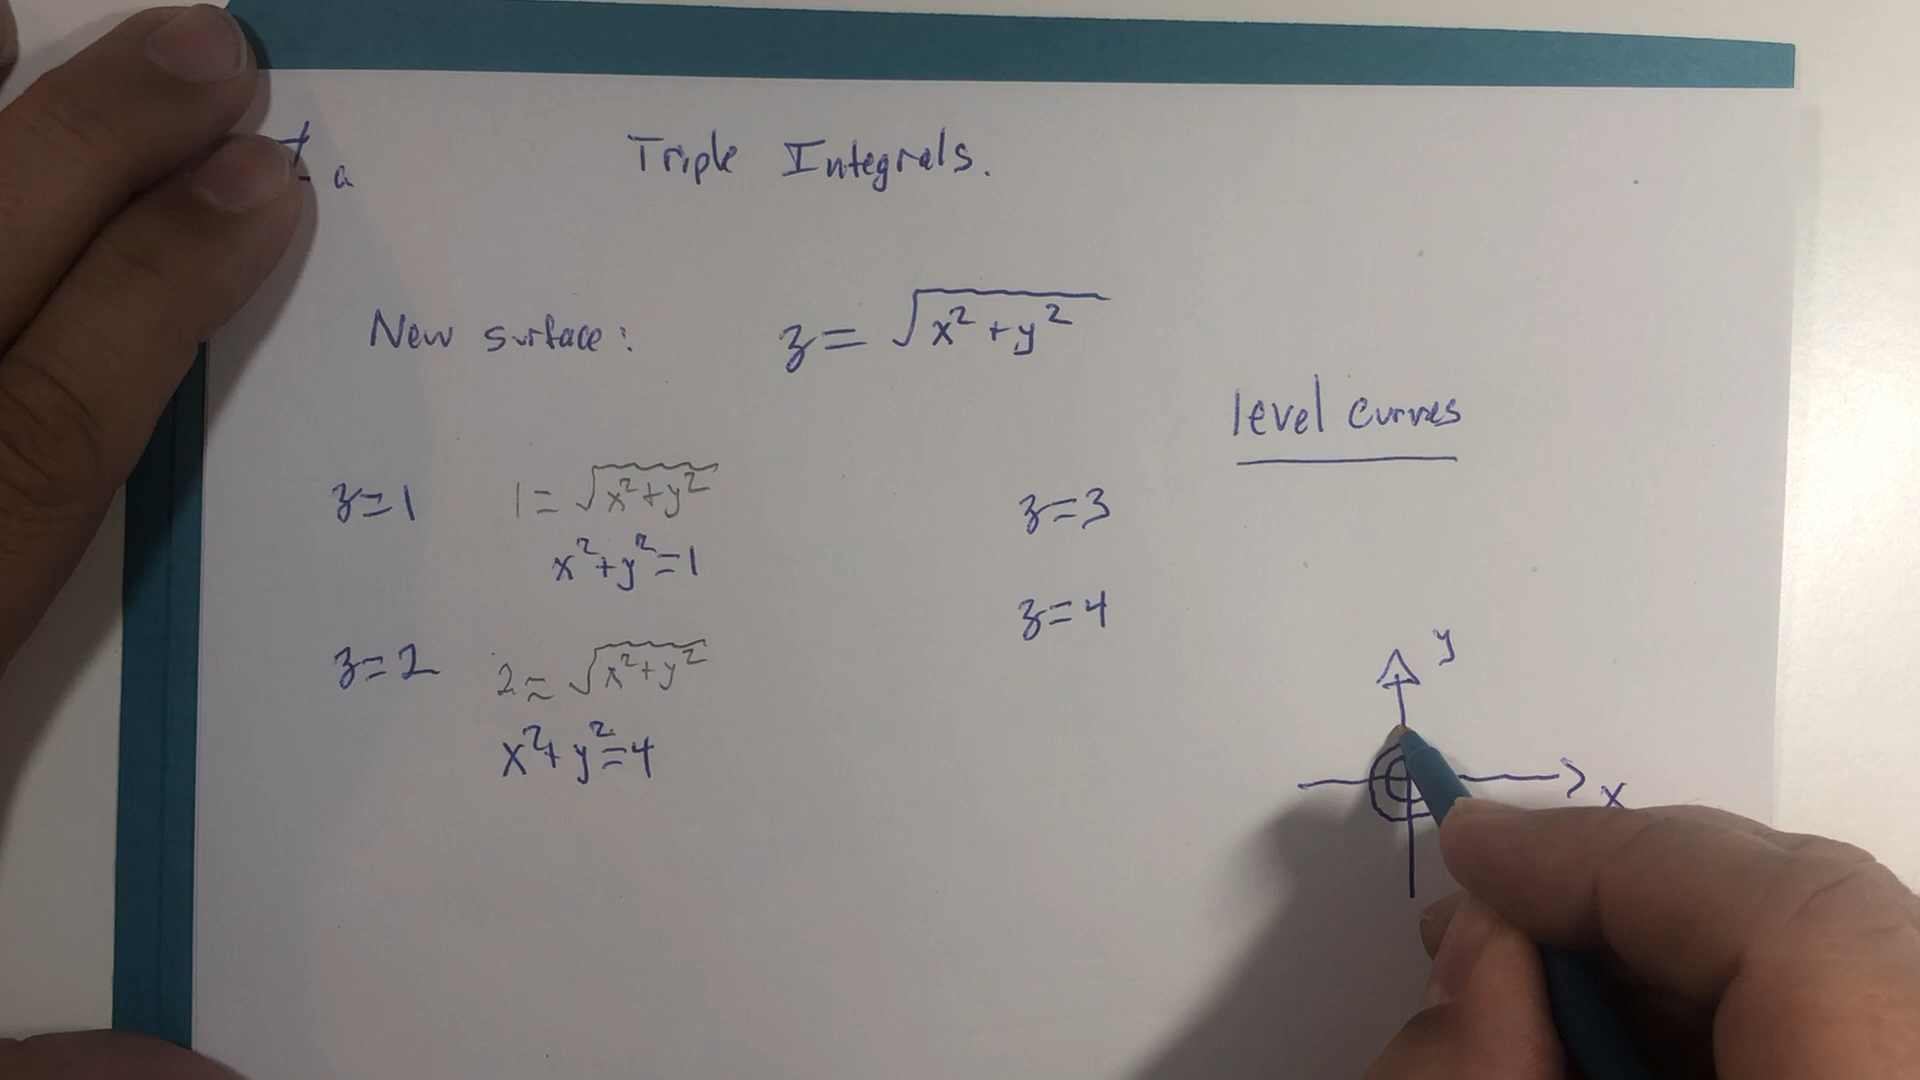 a
Triple Integrals.
New surface: z = √(x² + y²)
level curves
z=1 1 = √(x²+y²)
x²+y²=1
z=2 2 = √(x²+y²)
x²+y²=4
z=3
z=4
y
x